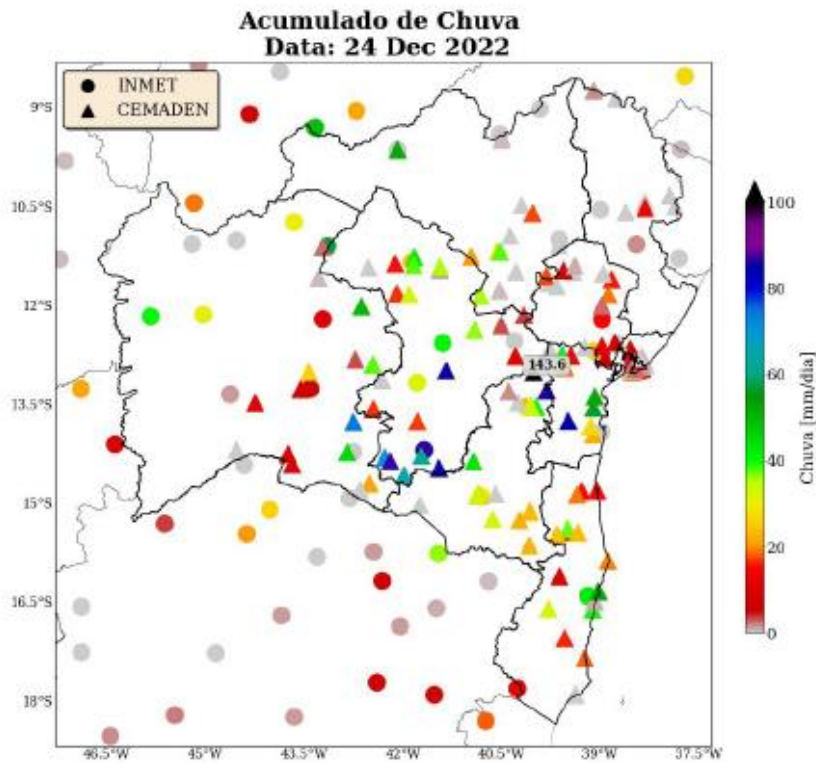 Acumulado de Chuva
Data: 24 Dec 2022
INMET
CEMADEN
9°S
10.5°S
12°S
13.5°S
15°S
16.5°S
18°S
143.6
46.5°W
45°W
43.5°W
42°W
40.5°W
39°W
37.5°W
100
80
60
40
20
0
Chuva [mm/dia]